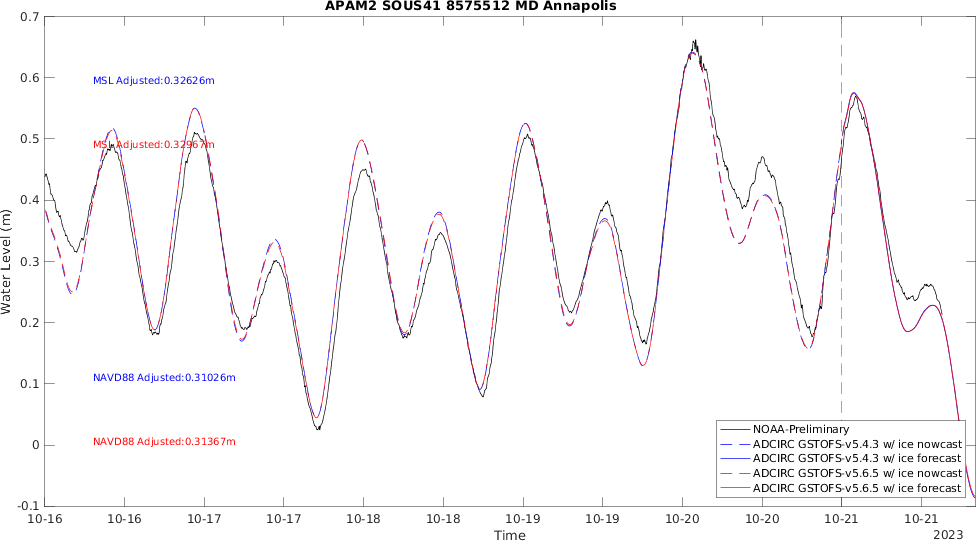 APAM2 SOUS41 8575512 MD Annapolis
0.7
0.6
0.5
0.4
0.3
0.2
0.1
0
-0.1
Water Level (m)
MSL Adjusted:0.32626m
MSL Adjusted:0.32967m
NAVD88 Adjusted:0.31026m
NAVD88 Adjusted:0.31367m
NOAA-Preliminary
ADCIRC GSTOFS-v5.4.3 w/ ice nowcast
ADCIRC GSTOFS-v5.4.3 w/ ice forecast
ADCIRC GSTOFS-v5.6.5 w/ ice nowcast
ADCIRC GSTOFS-v5.6.5 w/ ice forecast
10-16 10-16 10-17 10-17 10-18 10-18 10-19 10-19 10-20 10-20 10-21 10-21
Time
2023